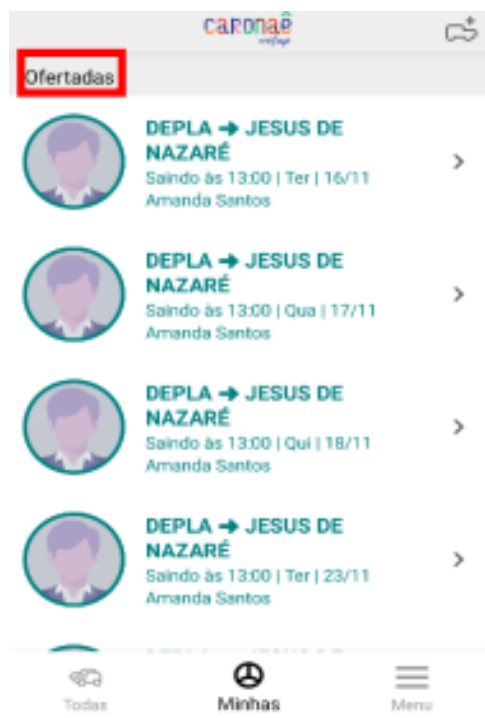 caronaê
unifap
Ofertadas
DEPLA → JESUS DE
NAZARÉ
Saindo às 13:00 | Ter | 16/11
Amanda Santos
DEPLA → JESUS DE
NAZARÉ
Saindo às 13:00 | Qua | 17/11
Amanda Santos
DEPLA → JESUS DE
NAZARÉ
Saindo às 13:00 | Qui | 18/11
Amanda Santos
DEPLA → JESUS DE
NAZARÉ
Saindo às 13:00 | Ter | 23/11
Amanda Santos
Todas
Minhas
Menu